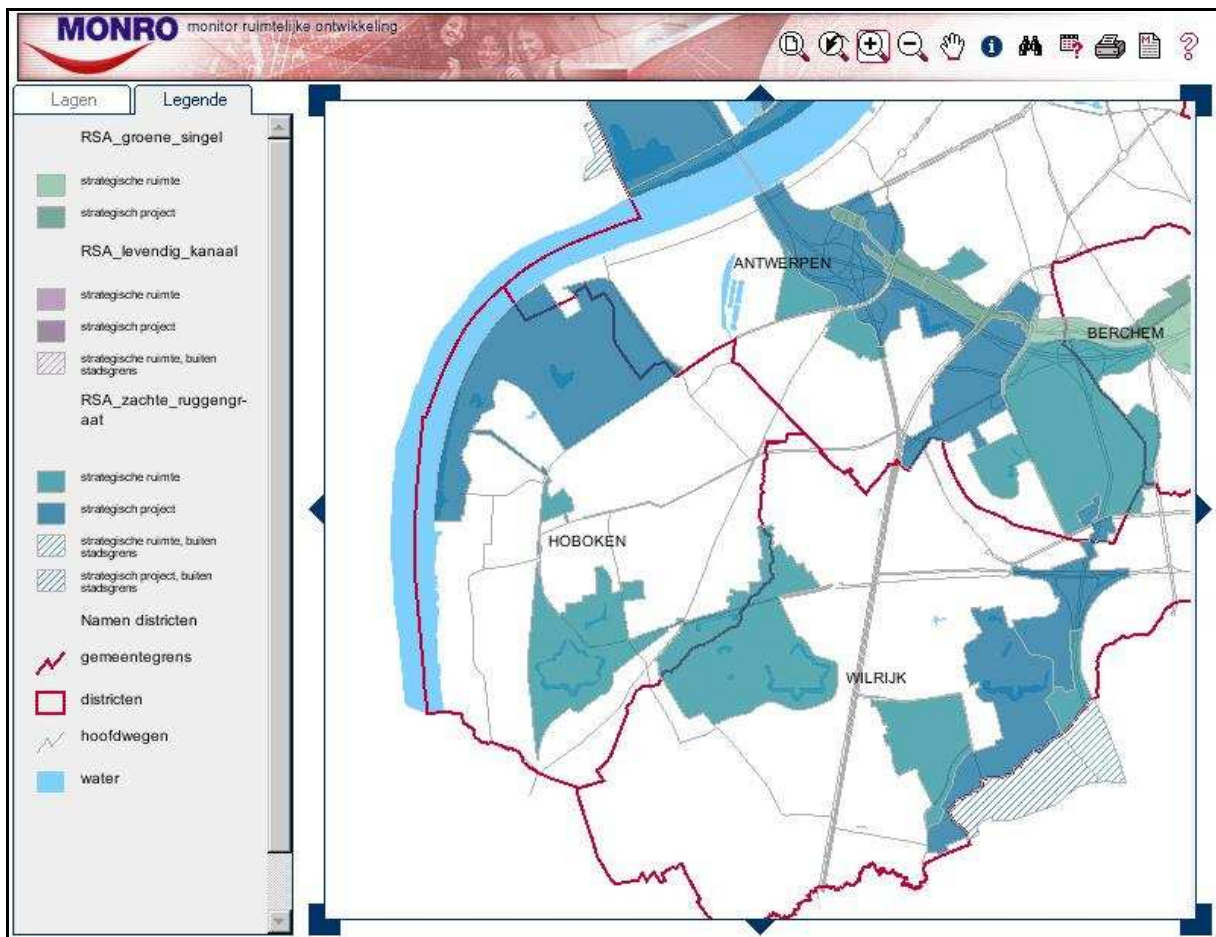 MONRO monitor ruimtelijke ontwikkeling
Lagen
Legende
RSA_groene_singel
strategische ruimte
strategisch project
RSA_levendig_kanaal
strategische ruimte
strategisch project
strategische ruimte, buiten
stadsgrens
RSA_zachte_ruggengr-
aat
strategische ruimte
strategisch project
strategische ruimte, buiten
stadsgrens
strategisch project, buiten
stadsgrens
Namen districten
gemeentegrens
districten
hoofdwegen
water
ANTWERPEN
BERCHEM
HOBOKEN
WILRIJK